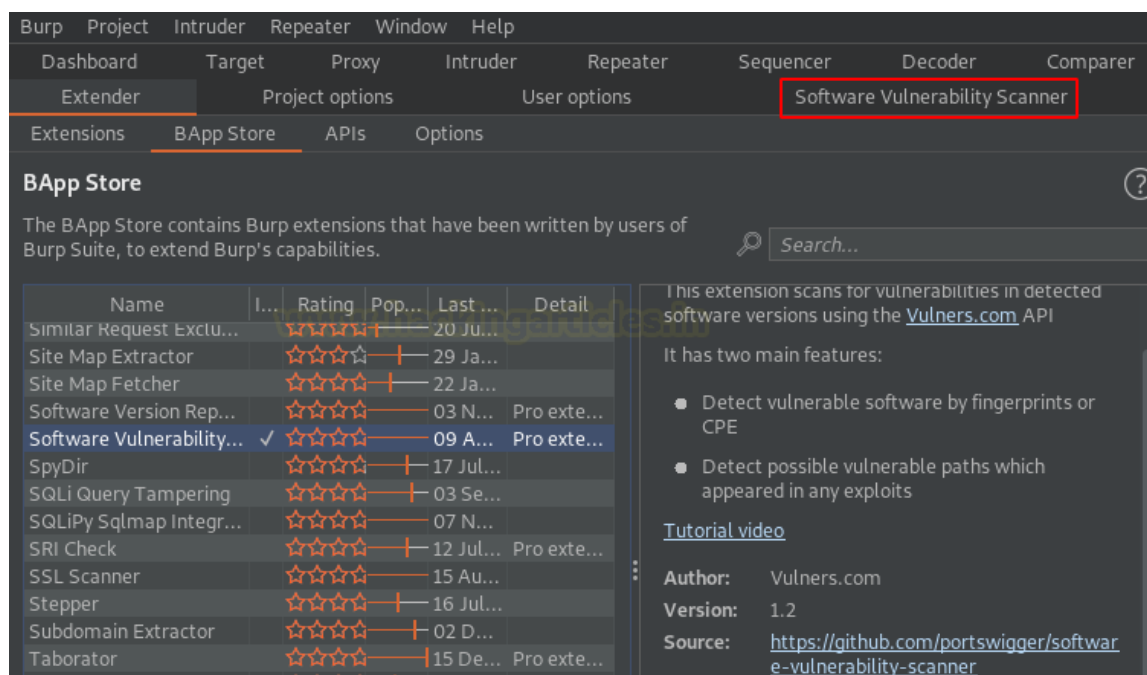 Burp Project Intruder Repeater Window Help
Dashboard Target Proxy Intruder Repeater Sequencer Decoder Comparer
Extender Project options User options Software Vulnerability Scanner
Extensions BApp Store APIs Options
BApp Store
?
The BApp Store contains Burp extensions that have been written by users of
Burp Suite, to extend Burp's capabilities.
Search...
Name I... Rating Pop... Last ... Detail
Similar Request Exclu... 20 Ju...
Site Map Extractor 29 Ja...
Site Map Fetcher 22 Ja...
Software Version Rep... 03 N... Pro exte...
Software Vulnerability... ✓ 09 A... Pro exte...
SpyDir 17 Jul...
SQLi Query Tampering 03 Se...
SQLiPy Sqlmap Integr... 07 N...
SRI Check 12 Jul... Pro exte...
SSL Scanner 15 Au...
Stepper 16 Jul...
Subdomain Extractor 02 D...
Taborator 15 De... Pro exte...
www.hackingarticles.in
This extension scans for vulnerabilities in detected
software versions using the Vulners.com API
It has two main features:
● Detect vulnerable software by fingerprints or
CPE
● Detect possible vulnerable paths which
appeared in any exploits
Tutorial video
Author: Vulners.com
Version: 1.2
Source: https://github.com/portswigger/softwar
e-vulnerability-scanner